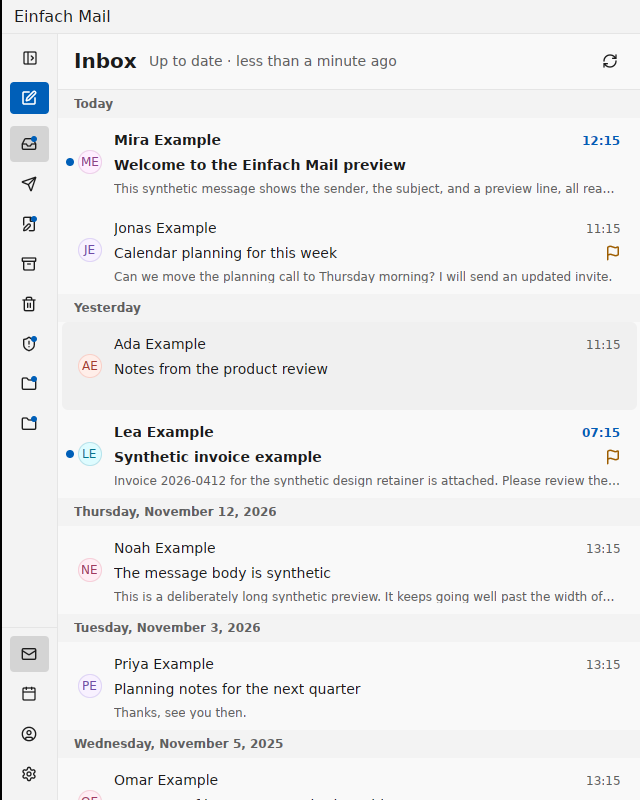 Einfach Mail
Inbox Up to date · less than a minute ago
Today
Mira Example 12:15
ME
Welcome to the Einfach Mail preview
This synthetic message shows the sender, the subject, and a preview line, all rea…
Jonas Example 11:15
JE
Calendar planning for this week
Can we move the planning call to Thursday morning? I will send an updated invite.
Yesterday
Ada Example 11:15
AE
Notes from the product review
Lea Example 07:15
LE
Synthetic invoice example
Invoice 2026-0412 for the synthetic design retainer is attached. Please review the…
Thursday, November 12, 2026
Noah Example 13:15
NE
The message body is synthetic
This is a deliberately long synthetic preview. It keeps going well past the width of…
Tuesday, November 3, 2026
Priya Example 13:15
PE
Planning notes for the next quarter
Thanks, see you then.
Wednesday, November 5, 2025
Omar Example 13:15